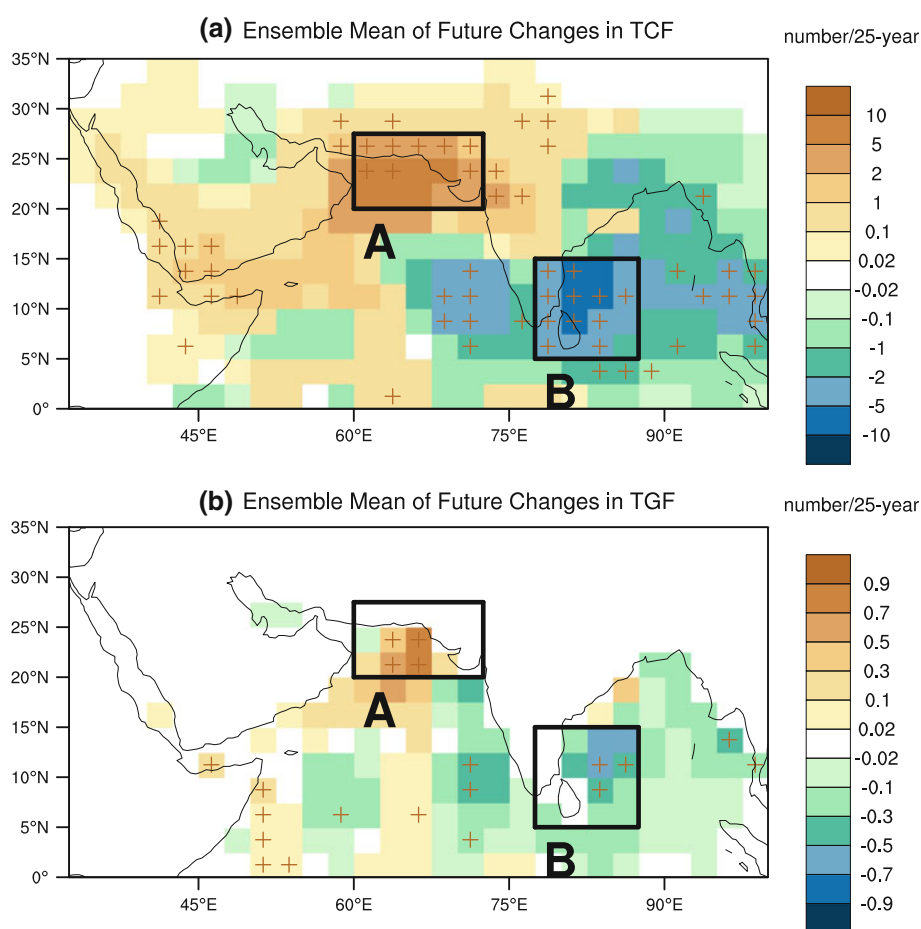 (a) Ensemble Mean of Future Changes in TCF
number/25-year
35°N
30°N
25°N
20°N
15°N
10°N
5°N
0°
45°E
60°E
75°E
90°E
A
B
10
5
2
1
0.1
0.02
-0.02
-0.1
-1
-2
-5
-10
(b) Ensemble Mean of Future Changes in TGF
number/25-year
35°N
30°N
25°N
20°N
15°N
10°N
5°N
0°
45°E
60°E
75°E
90°E
A
B
0.9
0.7
0.5
0.3
0.1
0.02
-0.02
-0.1
-0.3
-0.5
-0.7
-0.9